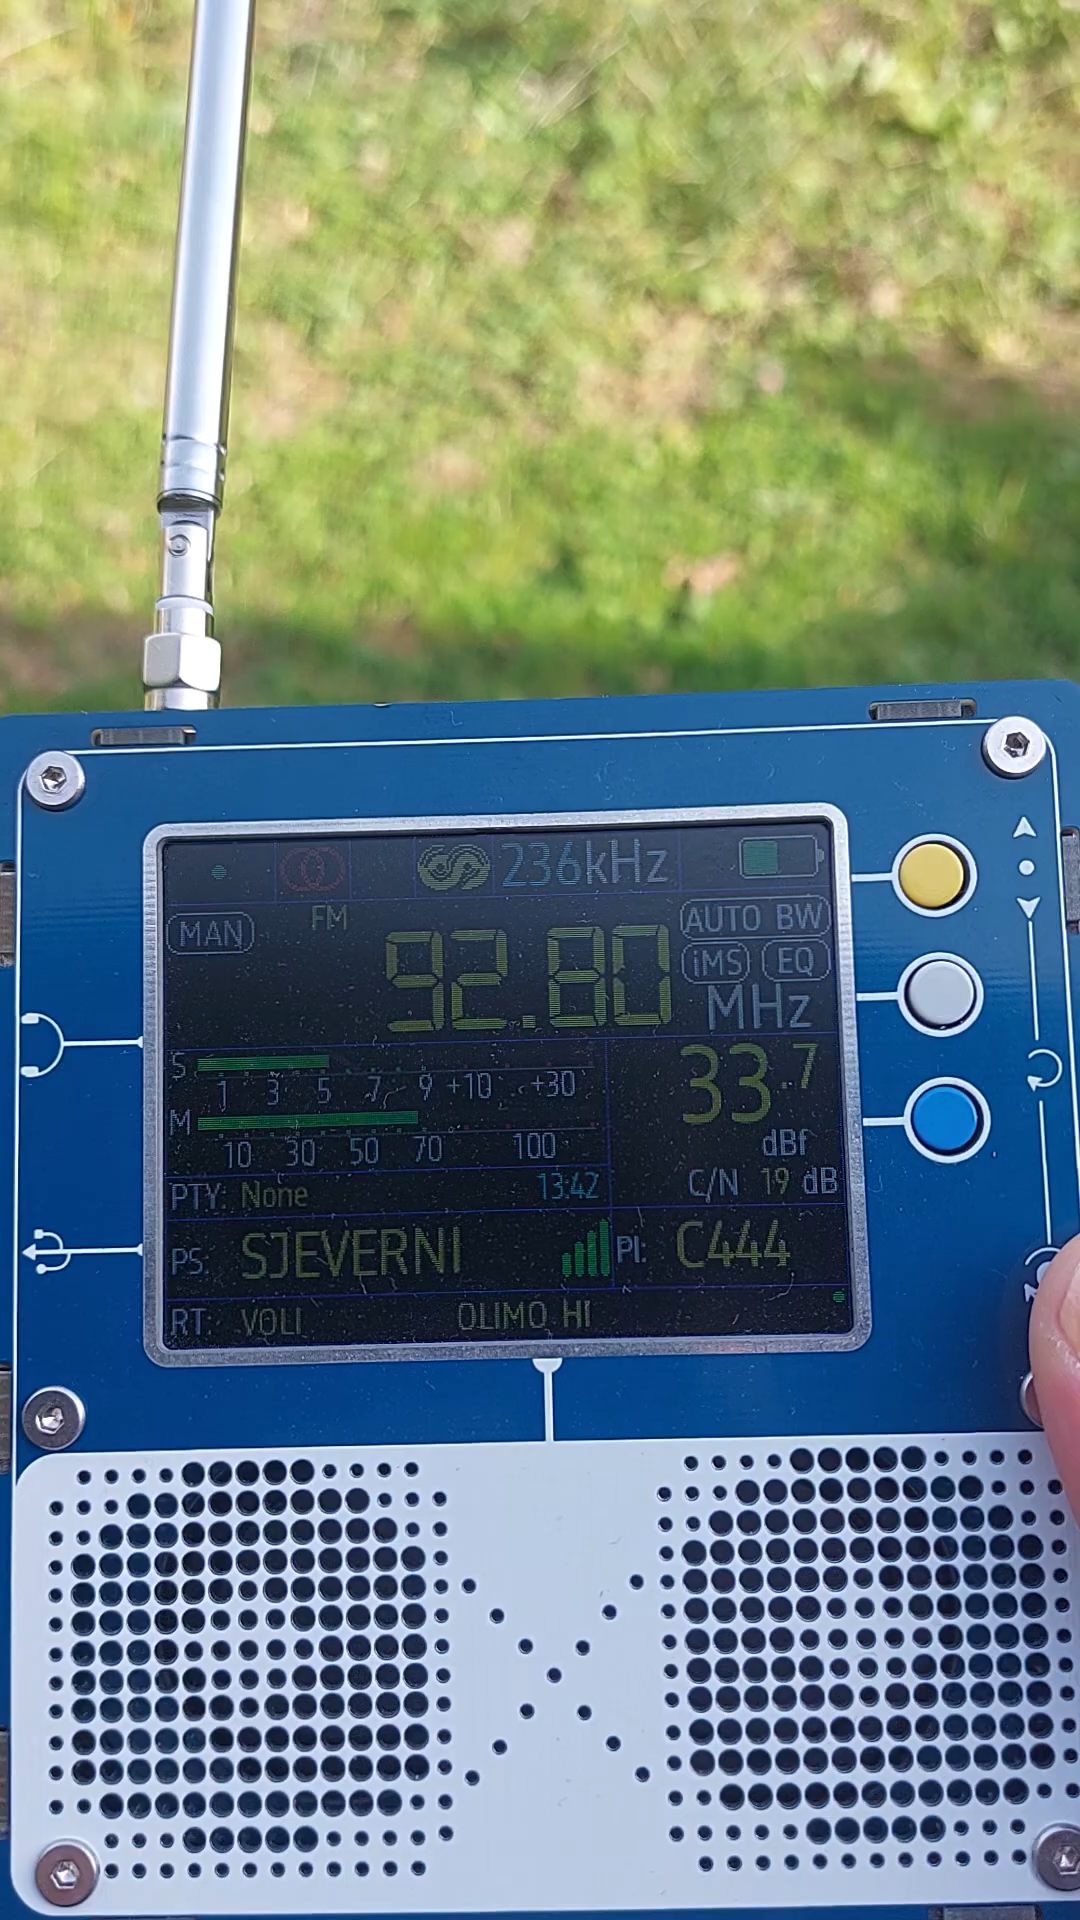 236kHz
MAN FM 92.80 AUTO BW
iMS EQ
MHz
S 1 3 5 7 9 +10 +30
M 10 30 50 70 100
33.7
dBf
PTY: None 13:42 C/N 19 dB
PS: SJEVERNI PI: C444
RT: VOLI OLIMO HI